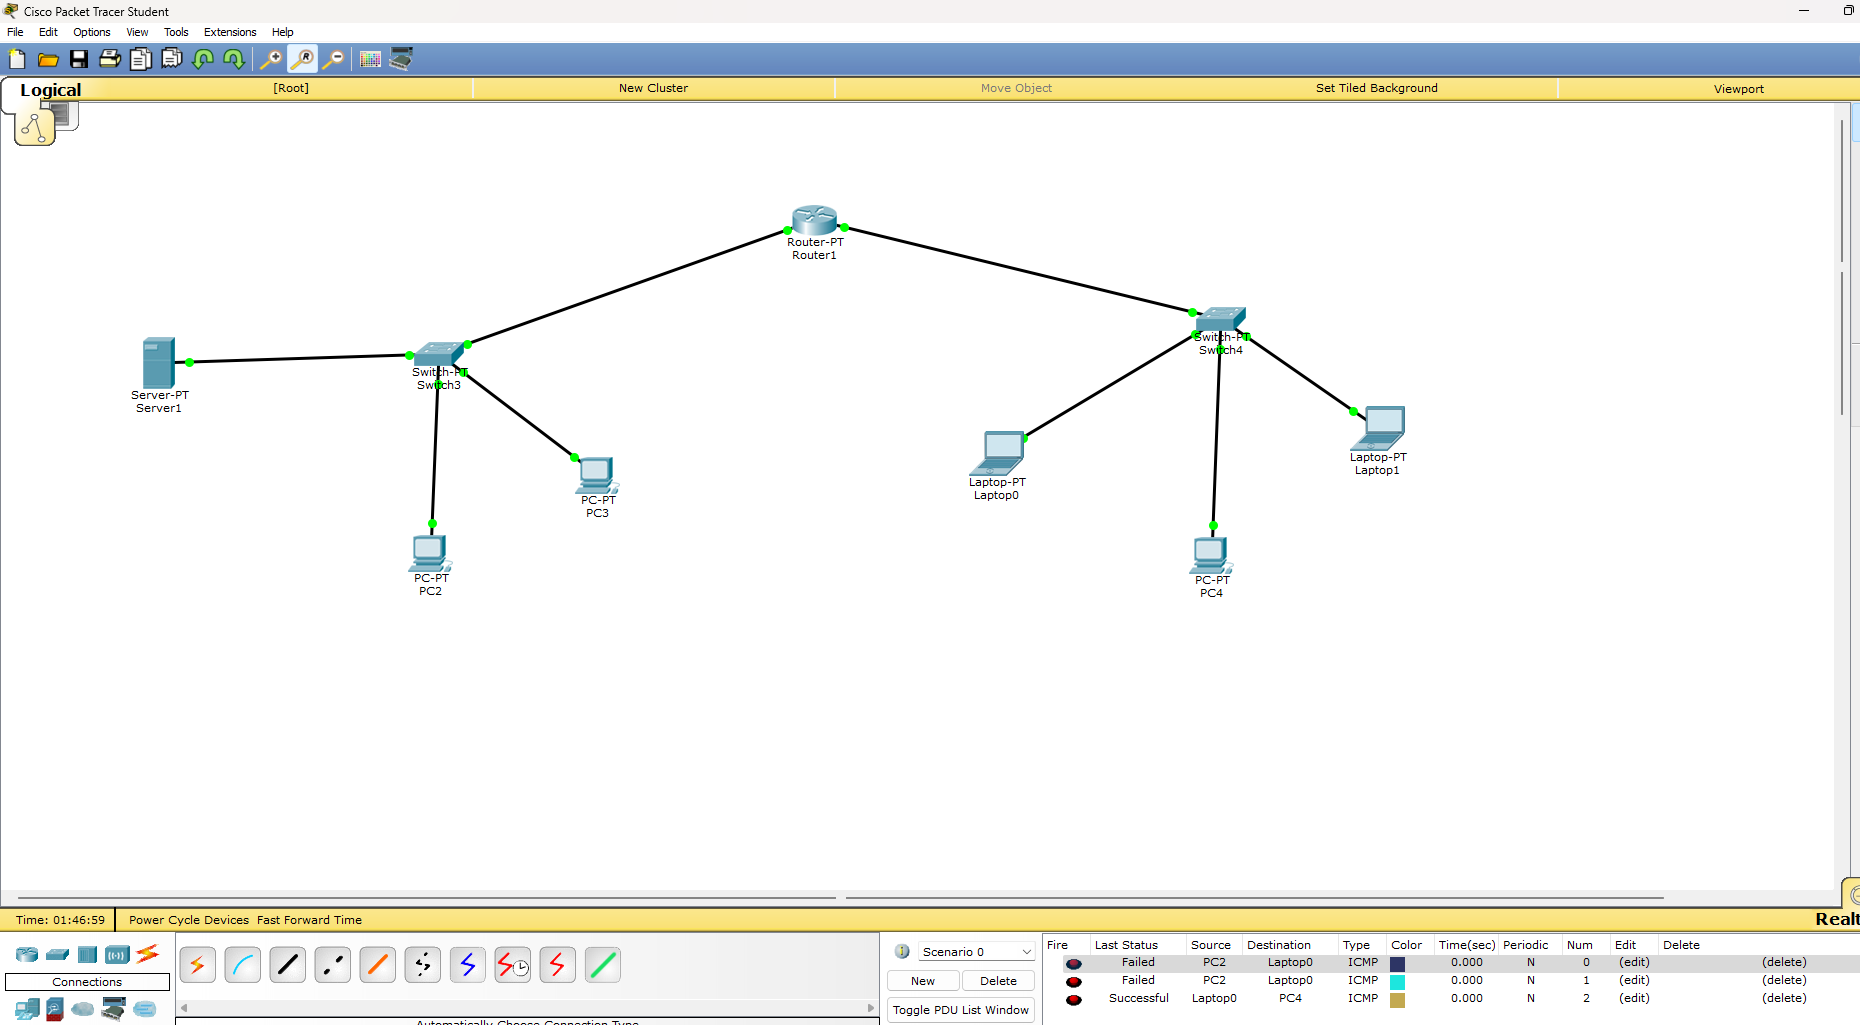 Cisco Packet Tracer Student
File Edit Options View Tools Extensions Help
Logical [Root] New Cluster Move Object Set Tiled Background Viewport
Router-PT
Router1
Switch-PT
Switch4
Server-PT
Server1
Switch-PT
Switch3
Laptop-PT
Laptop1
Laptop-PT
Laptop0
PC-PT
PC3
PC-PT
PC2
PC-PT
PC4
Time: 01:46:59 Power Cycle Devices Fast Forward Time Realt
Connections
Automatically Choose Connection Type
Scenario 0
New Delete
Toggle PDU List Window
Fire Last Status Source Destination Type Color Time(sec) Periodic Num Edit Delete
Failed PC2 Laptop0 ICMP 0.000 N 0 (edit) (delete)
Failed PC2 Laptop0 ICMP 0.000 N 1 (edit) (delete)
Successful Laptop0 PC4 ICMP 0.000 N 2 (edit) (delete)